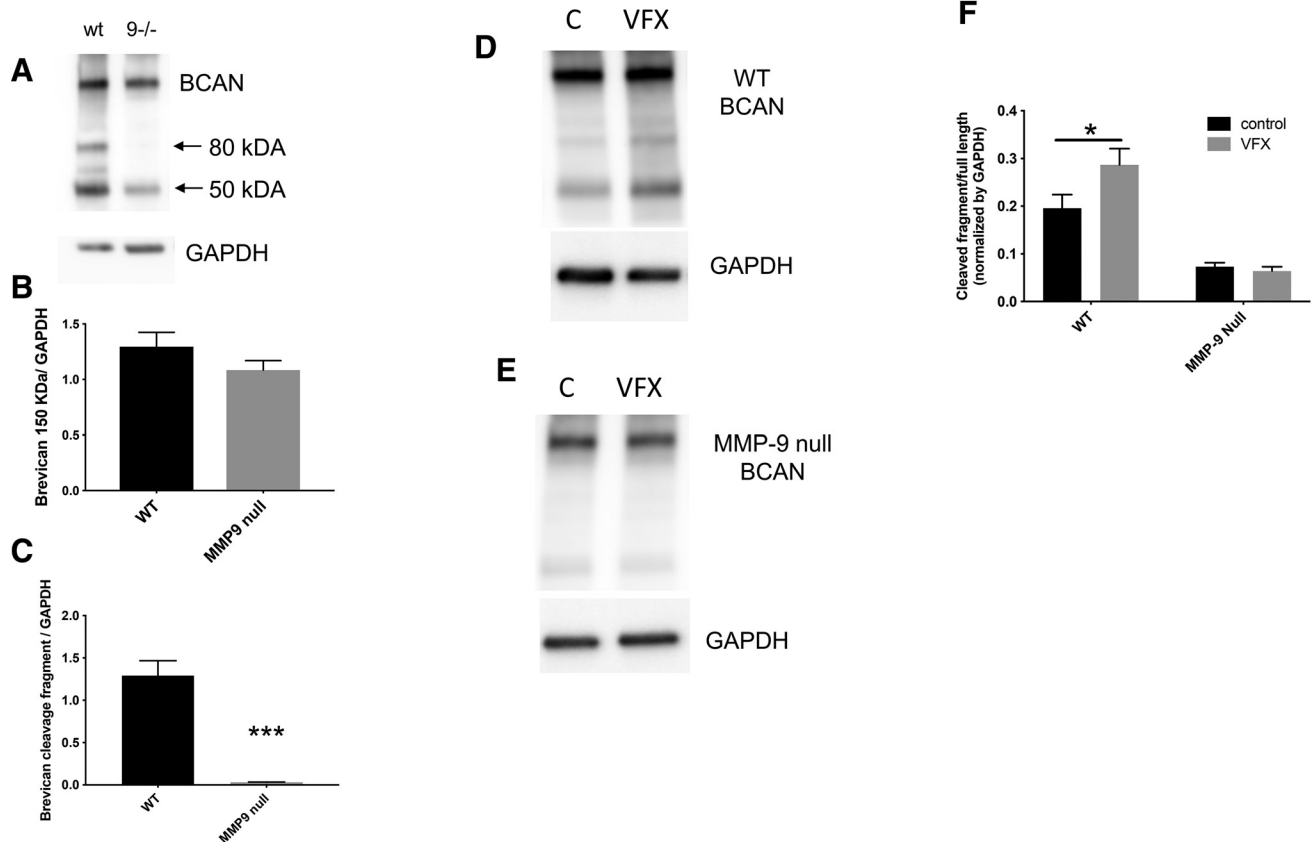 A
wt 9-/-
BCAN
80 kDA
50 kDA
GAPDH
B
Brevican 150 KDa/ GAPDH
1.5
1.0
0.5
0.0
WT
MMP9 null
C
Brevican cleavage fragment / GAPDH
2.0
1.5
1.0
0.5
0.0
***
WT
MMP9 null
D
C VFX
WT
BCAN
GAPDH
E
C VFX
MMP-9 null
BCAN
GAPDH
F
Cleaved fragment/full length
(normalized by GAPDH)
0.4
0.3
0.2
0.1
0.0
*
control
VFX
WT
MMP-9 Null